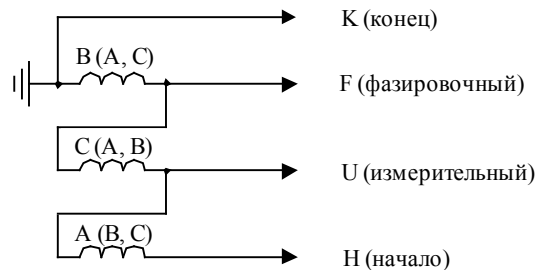 K (конец)
B (A, C)
F (фазировочный)
C (A, B)
U (измерительный)
A (B, C)
H (начало)